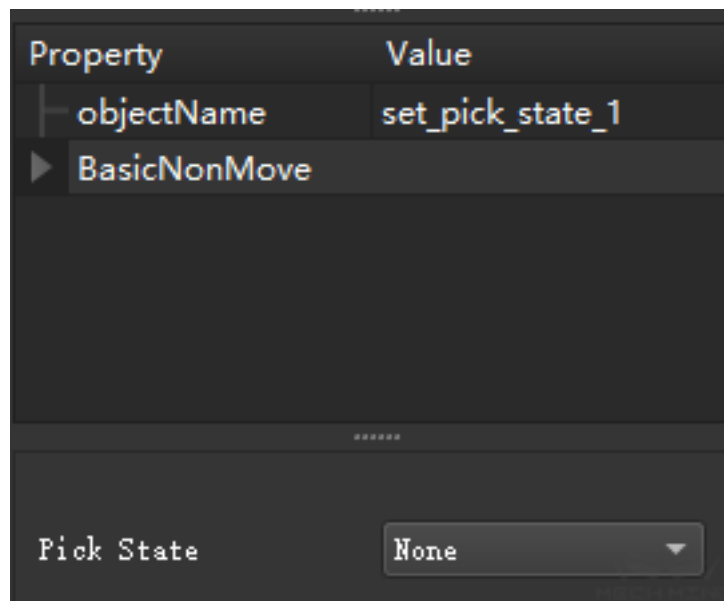 Property Value
objectName set_pick_state_1
BasicNonMove
Pick State None